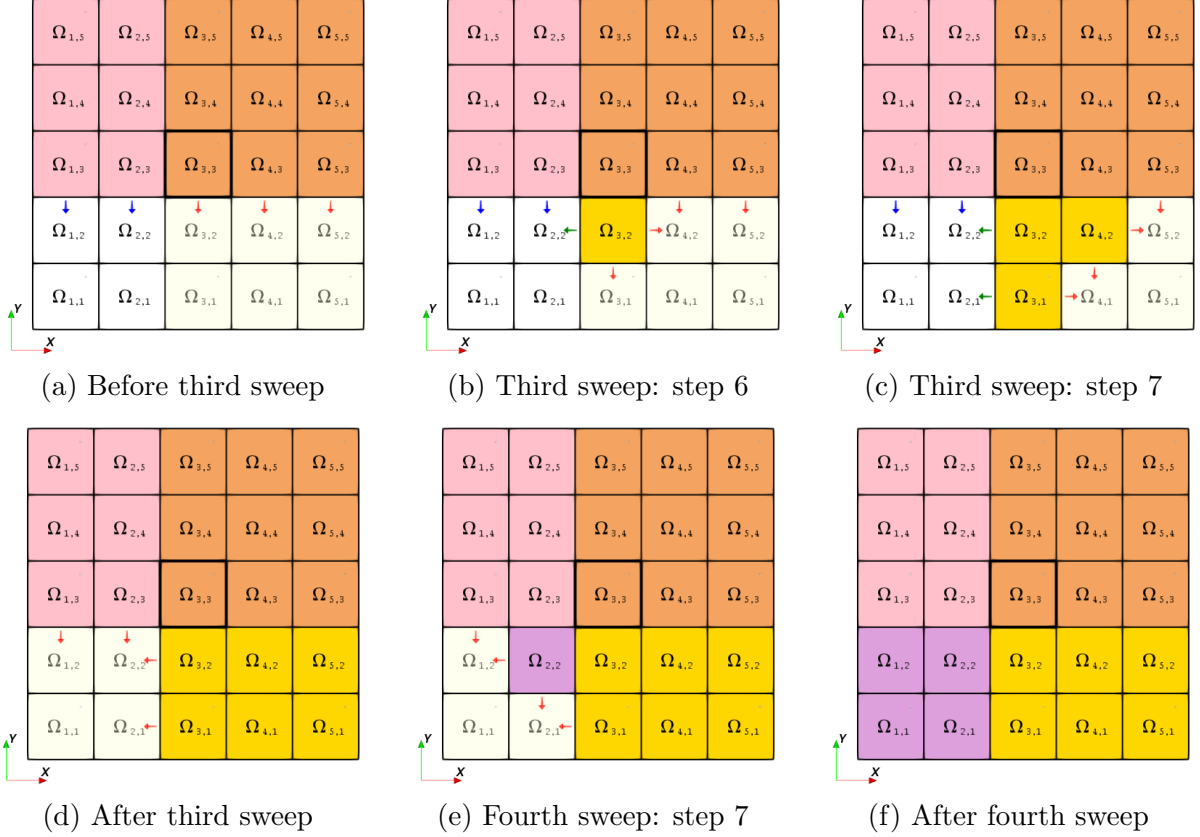 Ω1,5 Ω2,5 Ω3,5 Ω4,5 Ω5,5
Ω1,4 Ω2,4 Ω3,4 Ω4,4 Ω5,4
Ω1,3 Ω2,3 Ω3,3 Ω4,3 Ω5,3
Ω1,2 Ω2,2 Ω3,2 Ω4,2 Ω5,2
Ω1,1 Ω2,1 Ω3,1 Ω4,1 Ω5,1
Y
X
(a) Before third sweep
Ω1,5 Ω2,5 Ω3,5 Ω4,5 Ω5,5
Ω1,4 Ω2,4 Ω3,4 Ω4,4 Ω5,4
Ω1,3 Ω2,3 Ω3,3 Ω4,3 Ω5,3
Ω1,2 Ω2,2 Ω3,2 Ω4,2 Ω5,2
Ω1,1 Ω2,1 Ω3,1 Ω4,1 Ω5,1
Y
X
(b) Third sweep: step 6
Ω1,5 Ω2,5 Ω3,5 Ω4,5 Ω5,5
Ω1,4 Ω2,4 Ω3,4 Ω4,4 Ω5,4
Ω1,3 Ω2,3 Ω3,3 Ω4,3 Ω5,3
Ω1,2 Ω2,2 Ω3,2 Ω4,2 Ω5,2
Ω1,1 Ω2,1 Ω3,1 Ω4,1 Ω5,1
Y
X
(c) Third sweep: step 7
Ω1,5 Ω2,5 Ω3,5 Ω4,5 Ω5,5
Ω1,4 Ω2,4 Ω3,4 Ω4,4 Ω5,4
Ω1,3 Ω2,3 Ω3,3 Ω4,3 Ω5,3
Ω1,2 Ω2,2 Ω3,2 Ω4,2 Ω5,2
Ω1,1 Ω2,1 Ω3,1 Ω4,1 Ω5,1
Y
X
(d) After third sweep
Ω1,5 Ω2,5 Ω3,5 Ω4,5 Ω5,5
Ω1,4 Ω2,4 Ω3,4 Ω4,4 Ω5,4
Ω1,3 Ω2,3 Ω3,3 Ω4,3 Ω5,3
Ω1,2 Ω2,2 Ω3,2 Ω4,2 Ω5,2
Ω1,1 Ω2,1 Ω3,1 Ω4,1 Ω5,1
Y
X
(e) Fourth sweep: step 7
Ω1,5 Ω2,5 Ω3,5 Ω4,5 Ω5,5
Ω1,4 Ω2,4 Ω3,4 Ω4,4 Ω5,4
Ω1,3 Ω2,3 Ω3,3 Ω4,3 Ω5,3
Ω1,2 Ω2,2 Ω3,2 Ω4,2 Ω5,2
Ω1,1 Ω2,1 Ω3,1 Ω4,1 Ω5,1
Y
X
(f) After fourth sweep